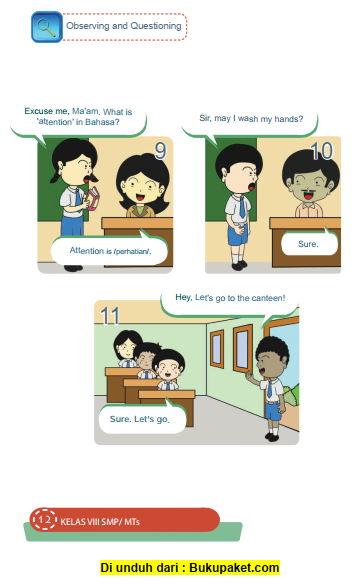 Observing and Questioning
Excuse me, Ma'am. What is
'attention' in Bahasa?
9
Attention is /perhatian/.
Sir, may I wash my hands?
10
Sure.
Hey, Let's go to the canteen!
11
Sure. Let's go.
12 KELAS VIII SMP/ MTs
Di unduh dari : Bukupaket.com